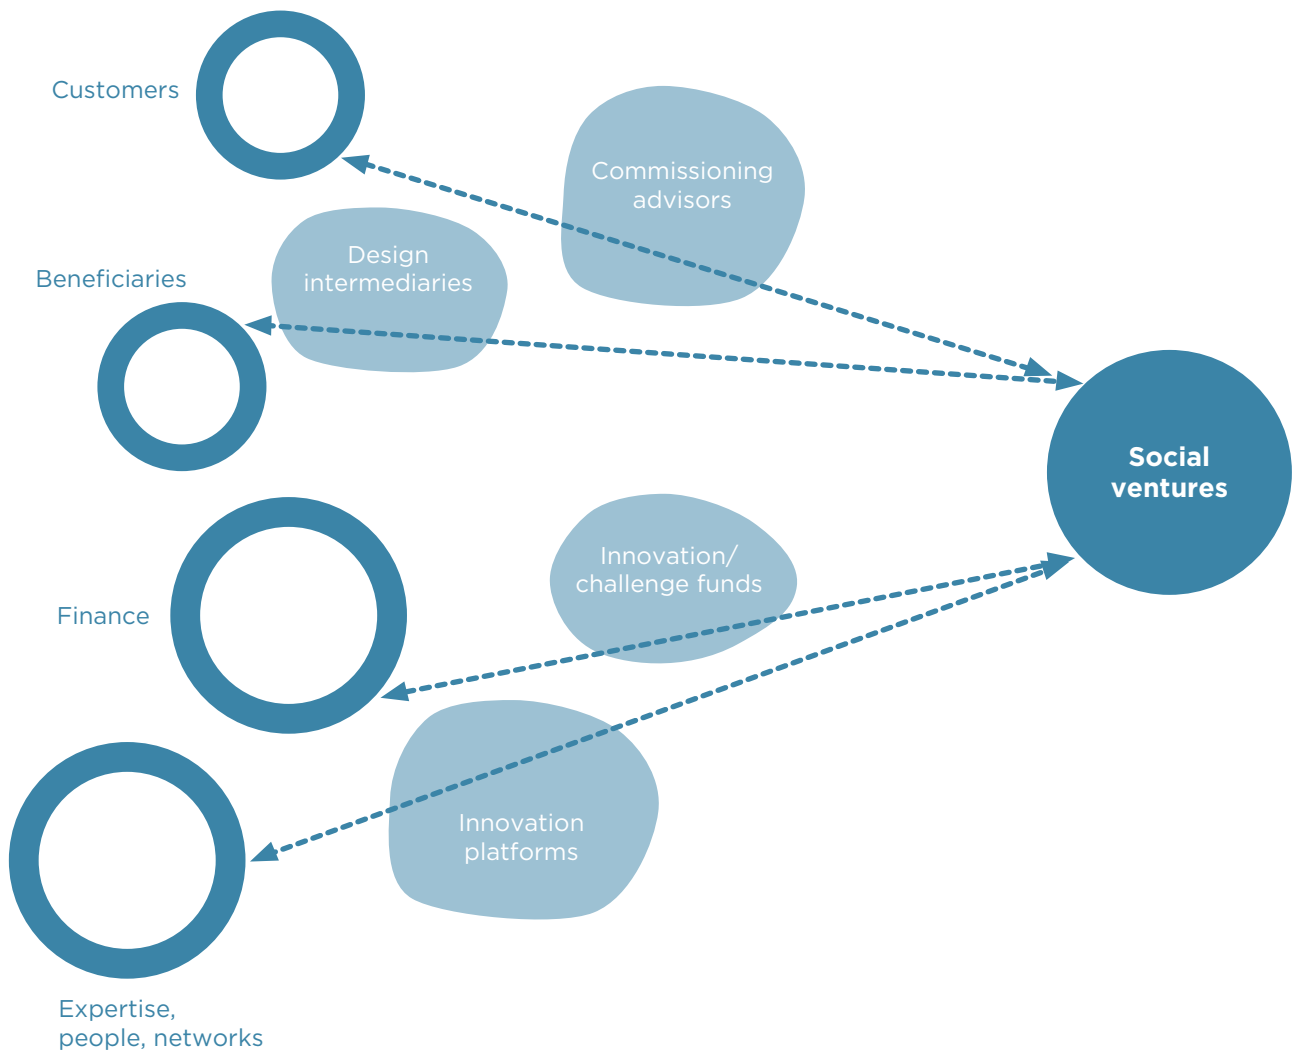 Customers
Commissioning
advisors
Design
intermediaries
Beneficiaries
Social
ventures
Innovation/
challenge funds
Finance
Innovation
platforms
Expertise,
people, networks